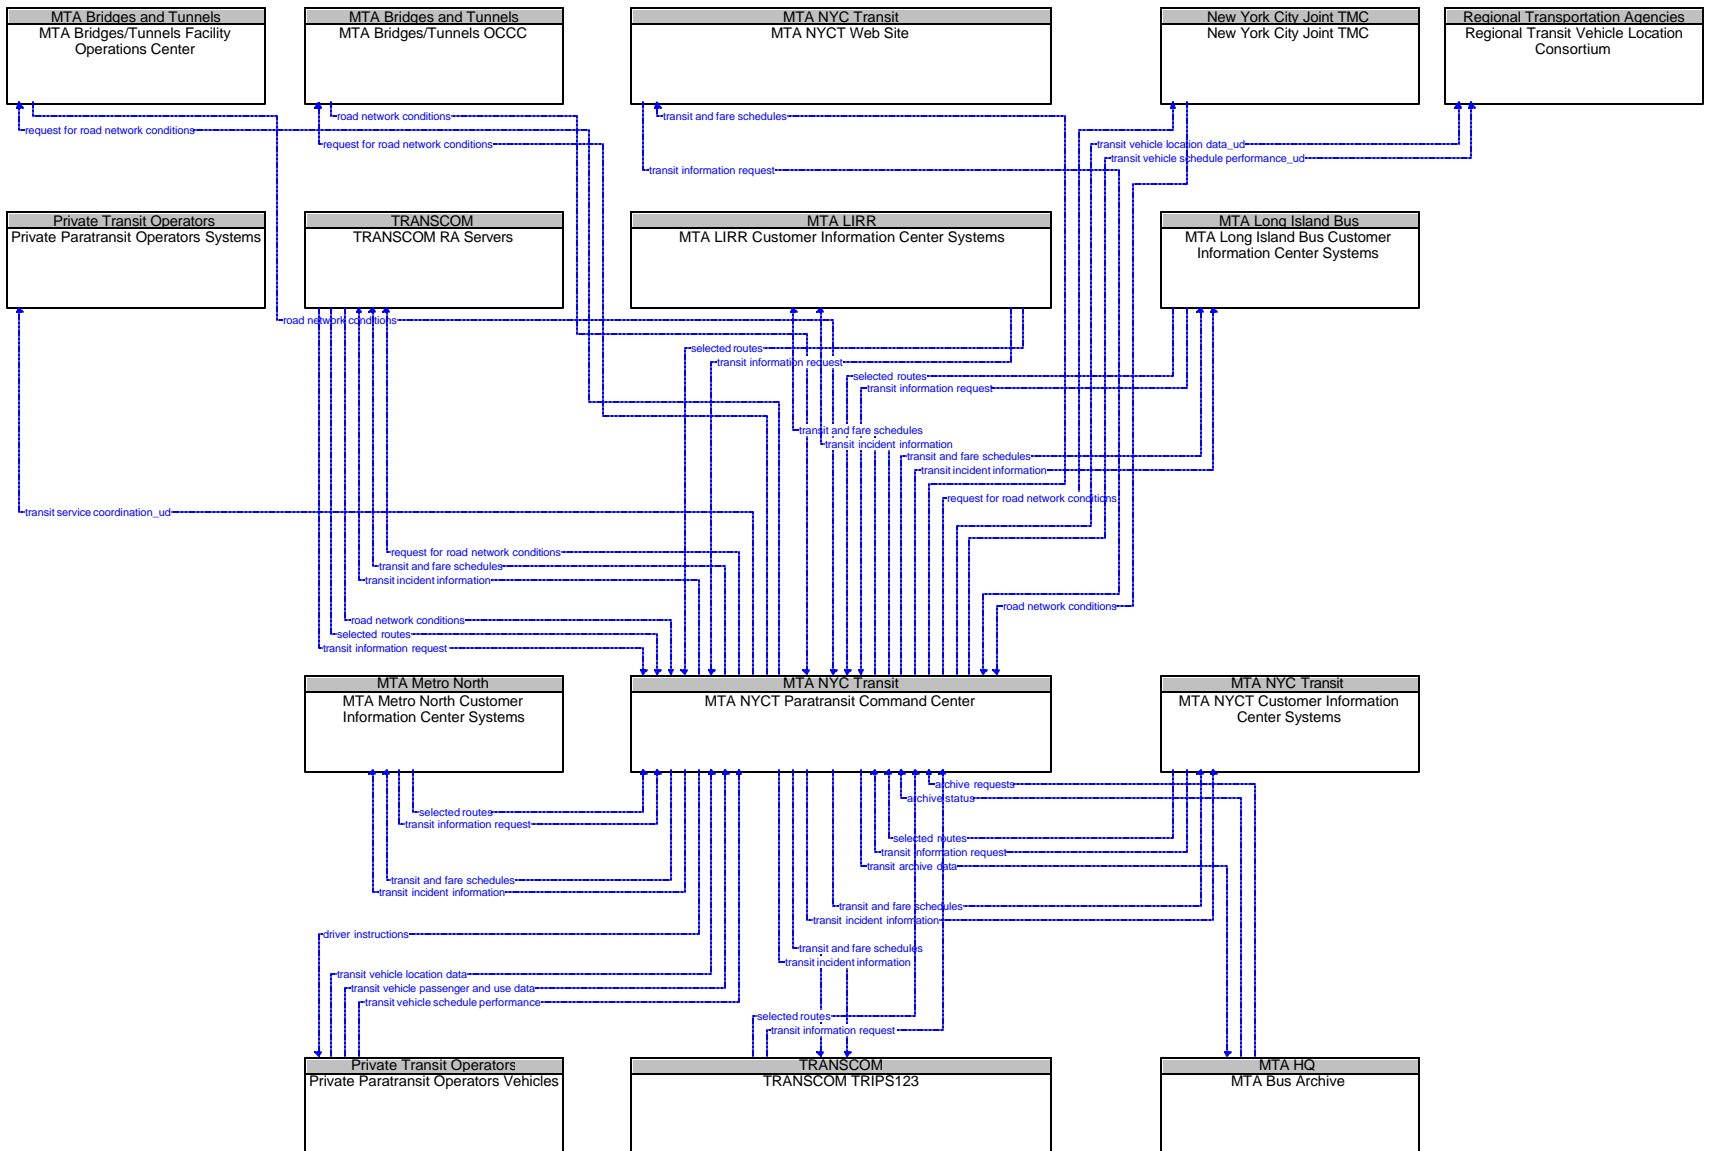 MTA Bridges and Tunnels
MTA Bridges/Tunnels Facility
Operations Center
MTA Bridges and Tunnels
MTA Bridges/Tunnels OCCC
MTA NYC Transit
MTA NYCT Web Site
New York City Joint TMC
New York City Joint TMC
Regional Transportation Agencies
Regional Transit Vehicle Location
Consortium
road network conditions
transit and fare schedules
request for road network conditions
request for road network conditions
transit vehicle location data_ud
transit vehicle schedule performance_ud
transit information request
Private Transit Operators
Private Paratransit Operators Systems
TRANSCOM
TRANSCOM RA Servers
MTA LIRR
MTA LIRR Customer Information Center Systems
MTA Long Island Bus
MTA Long Island Bus Customer
Information Center Systems
road network conditions
selected routes
transit information request
selected routes
transit information request
transit and fare schedules
transit incident information
transit and fare schedules
transit incident information
request for road network conditions
transit service coordination_ud
request for road network conditions
transit and fare schedules
transit incident information
road network conditions
road network conditions
selected routes
transit information request
MTA Metro North
MTA Metro North Customer
Information Center Systems
MTA NYC Transit
MTA NYCT Paratransit Command Center
MTA NYC Transit
MTA NYCT Customer Information
Center Systems
archive requests
archive status
selected routes
transit information request
selected routes
transit information request
transit archive data
transit and fare schedules
transit incident information
transit and fare schedules
transit incident information
driver instructions
transit and fare schedules
transit incident information
transit vehicle location data
transit vehicle passenger and use data
transit vehicle schedule performance
selected routes
transit information request
Private Transit Operators
Private Paratransit Operators Vehicles
TRANSCOM
TRANSCOM TRIPS123
MTA HQ
MTA Bus Archive